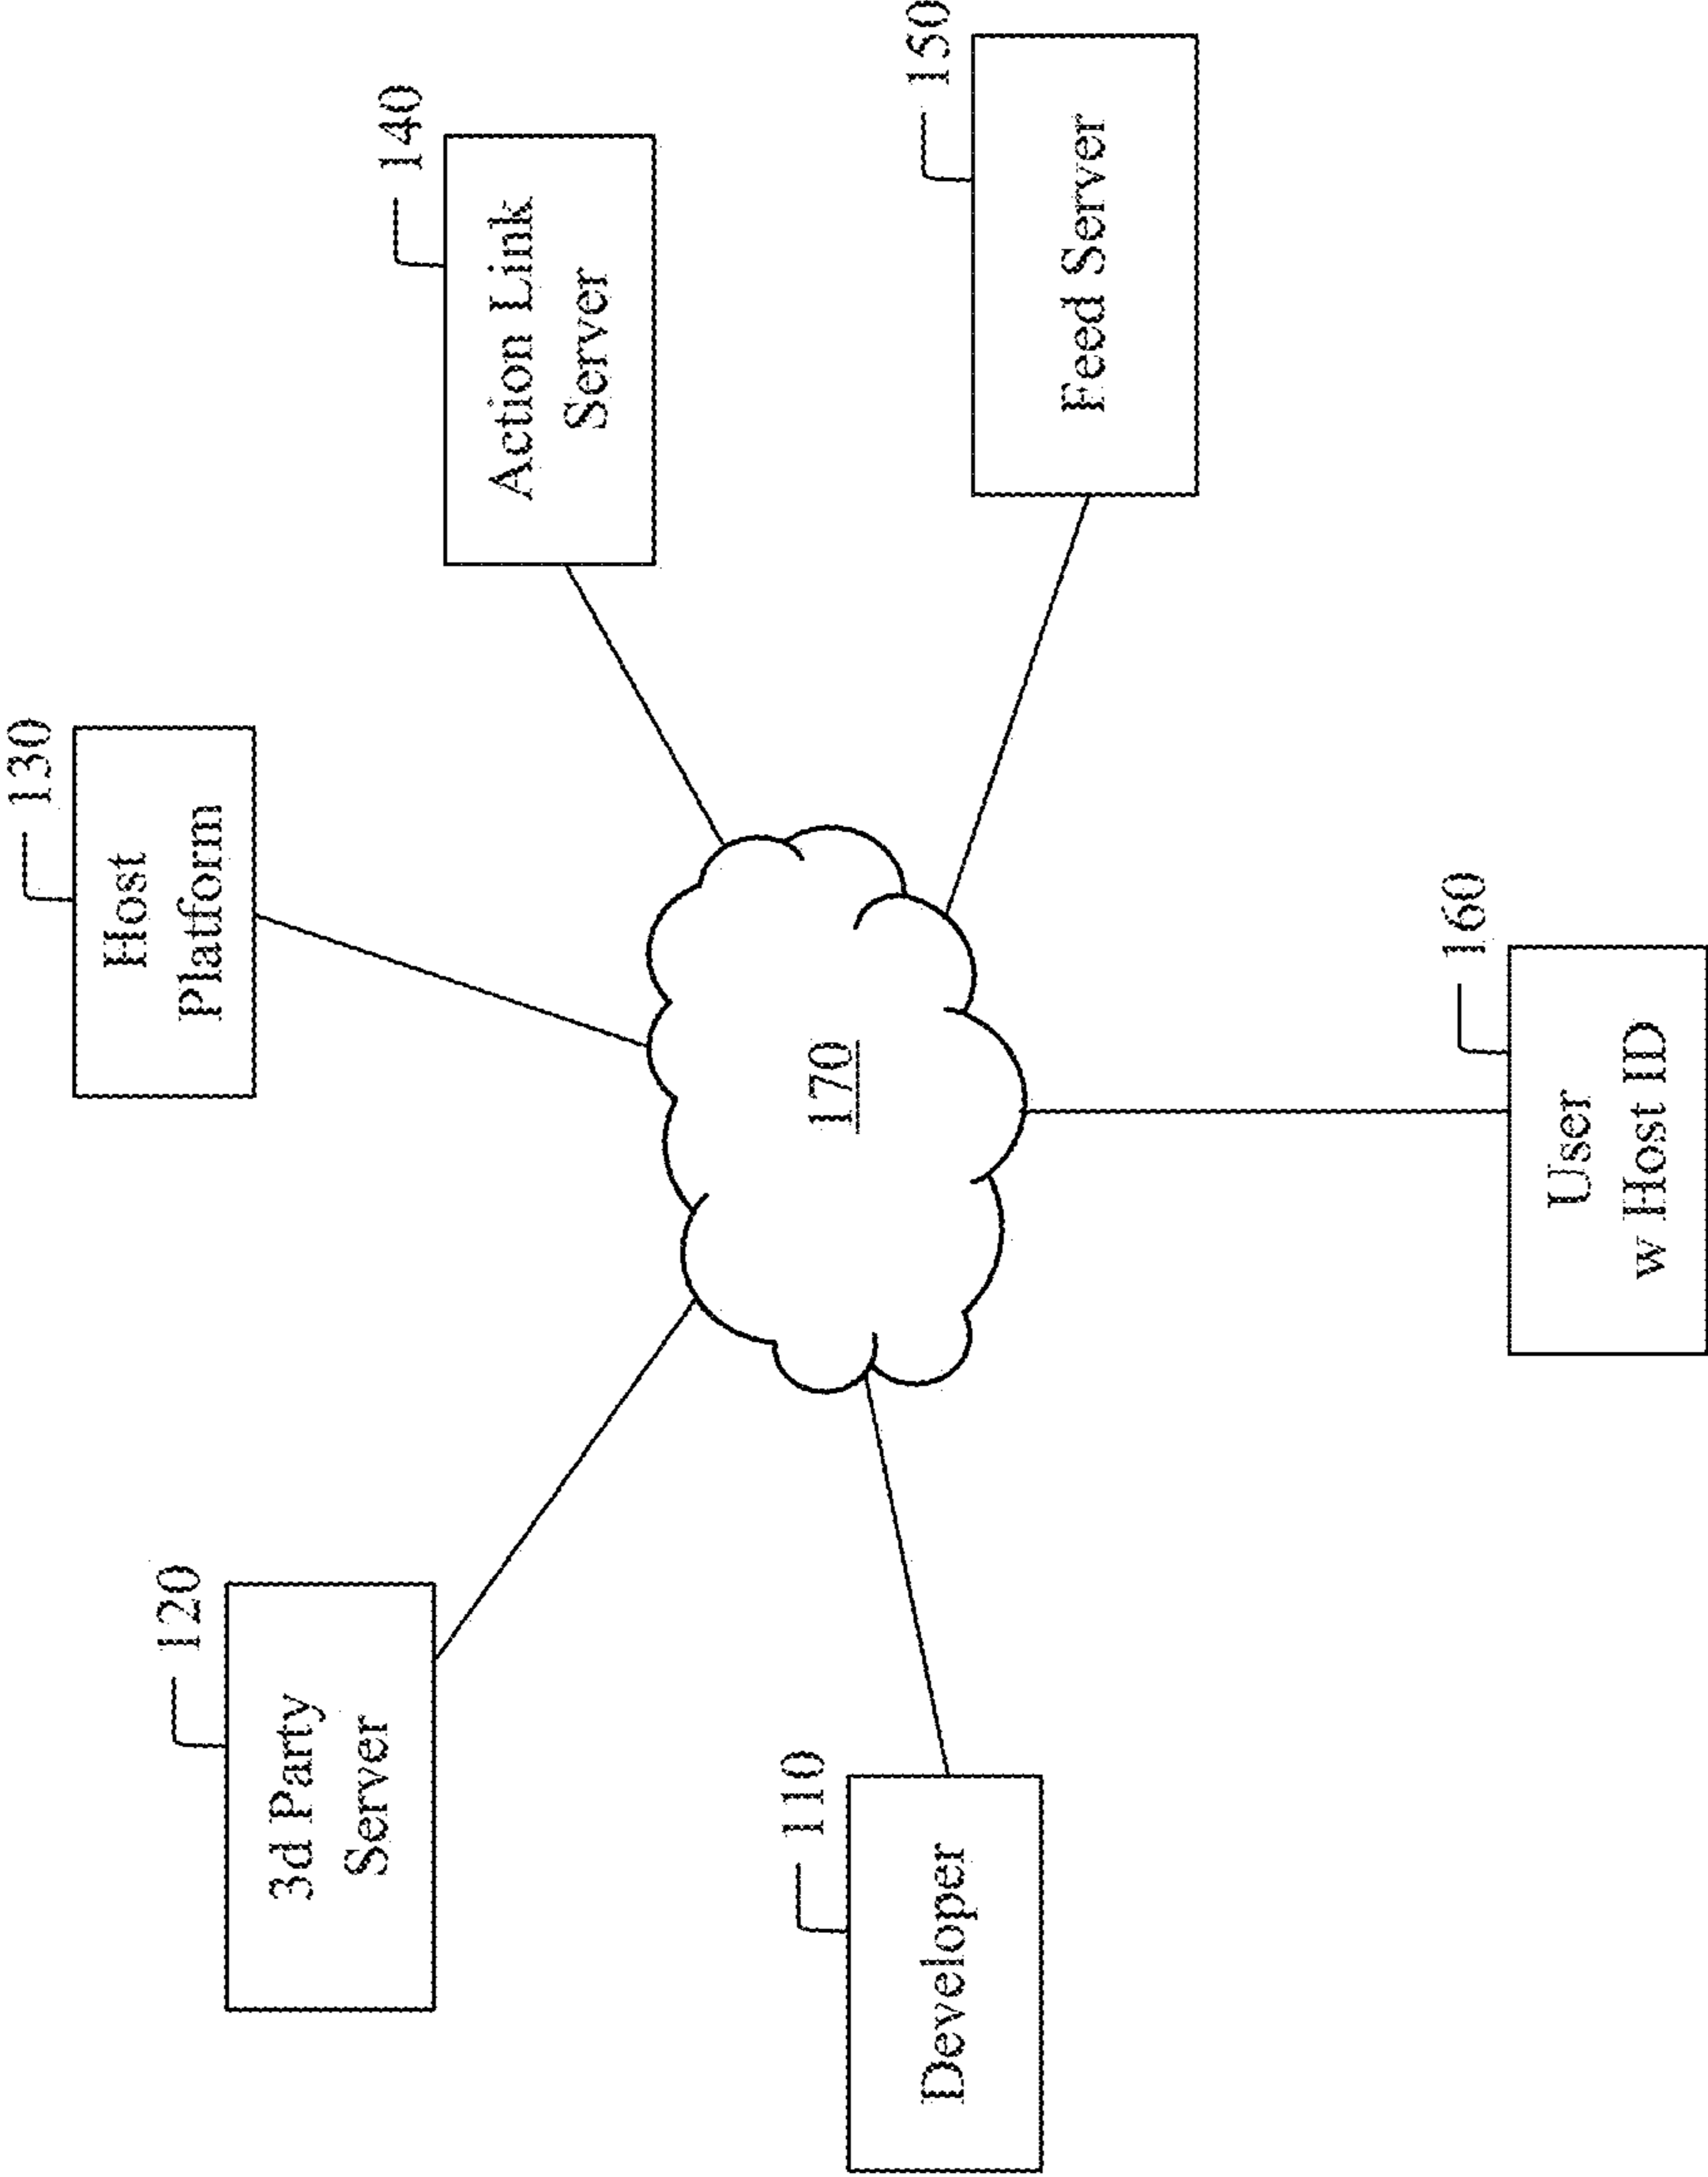 130
Host
Platform
120
3d Party
Server
140
Action Link
Server
170
110
Developer
150
Feed Server
160
User
w Host ID